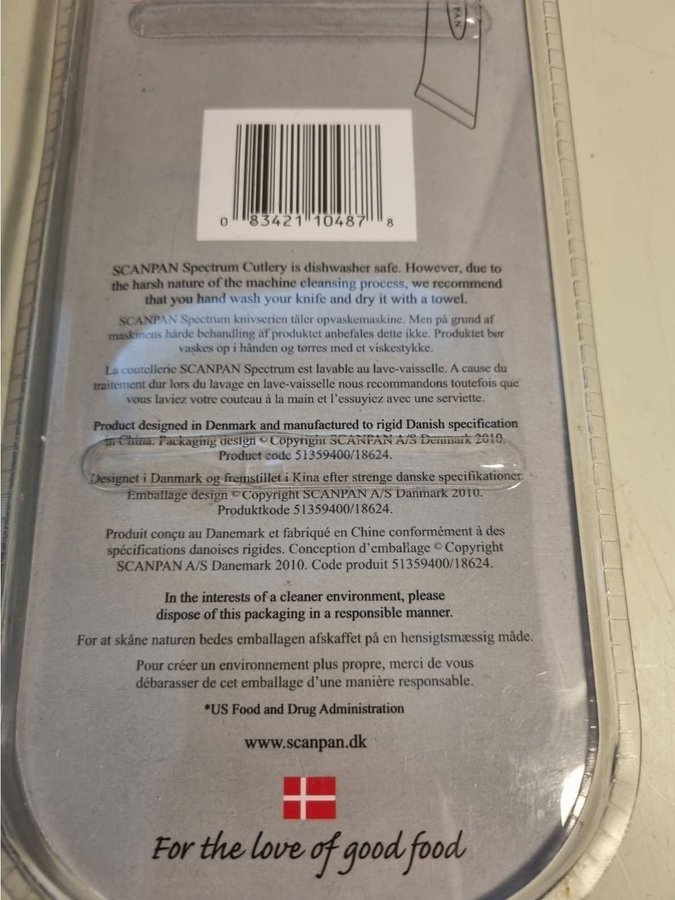 PAN
0 83421 10487 8
SCANPAN Spectrum Cutlery is dishwasher safe. However, due to
the harsh nature of the machine cleansing process, we recommend
that you hand wash your knife and dry it with a towel.
SCANPAN Spectrum knivserien tåler opvaskemaskine. Men på grund af
maskinens hårde behandling af produktet anbefales dette ikke. Produktet bør
vaskes op i hånden og tørres med et viskestykke.
La coutellerie SCANPAN Spectrum est lavable au lave-vaisselle. A cause du
traitement dur lors du lavage en lave-vaisselle nous recommandons toutefois que
vous laviez votre couteau à la main et l'essuyiez avec une serviette.
Product designed in Denmark and manufactured to rigid Danish specification
in China. Packaging design © Copyright SCANPAN A/S Denmark 2010.
Product code 51359400/18624.
Designet i Danmark og fremstillet i Kina efter strenge danske specifikationer.
Emballage design © Copyright SCANPAN A/S Danmark 2010.
Produktkode 51359400/18624.
Produit conçu au Danemark et fabriqué en Chine conformément à des
spécifications danoises rigides. Conception d'emballage © Copyright
SCANPAN A/S Danemark 2010. Code produit 51359400/18624.
In the interests of a cleaner environment, please
dispose of this packaging in a responsible manner.
For at skåne naturen bedes emballagen afskaffet på en hensigtsmæssig måde.
Pour créer un environnement plus propre, merci de vous
débarasser de cet emballage d'une manière responsable.
*US Food and Drug Administration
www.scanpan.dk
For the love of good food